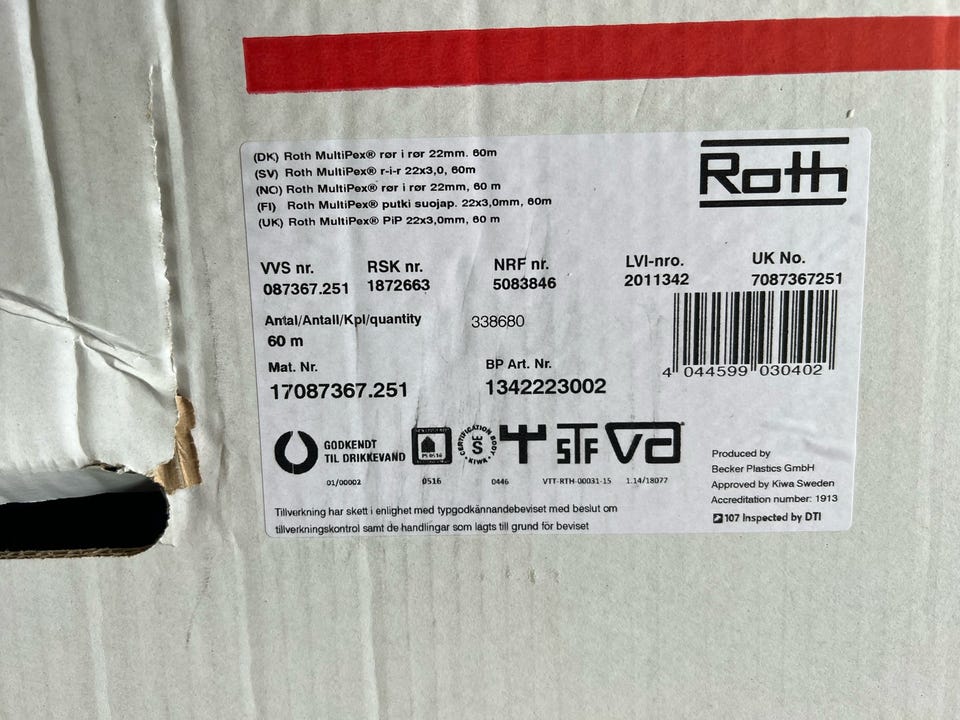 (DK) Roth MultiPex® rør i rør 22mm. 60m
(SV) Roth MultiPex® r-i-r 22x3,0, 60m
(NO) Roth MultiPex® rør i rør 22mm, 60 m
(FI) Roth MultiPex® putki suojap. 22x3,0mm, 60m
(UK) Roth MultiPex® PiP 22x3,0mm, 60 m
Roth
VVS nr. RSK nr. NRF nr. LVI-nro. UK No.
087367.251 1872663 5083846 2011342 7087367251
Antal/Antall/Kpl/quantity 338680
60 m
4 044599 030402
Mat. Nr. BP Art. Nr.
17087367.251 1342223002
GODKENDT
TIL DRIKKEVAND
CERTIFICATION BODY
KIWA
STF
va
01/00002 0516 0446 VTT-RTH-00031-15 1.14/18077
Produced by
Becker Plastics GmbH
Approved by Kiwa Sweden
Accreditation number: 1913
107 Inspected by DTI
Tillverkning har skett i enlighet med typgodkännandebeviset med beslut om
tillverkningskontrol samt de handlingar som lagts till grund för beviset